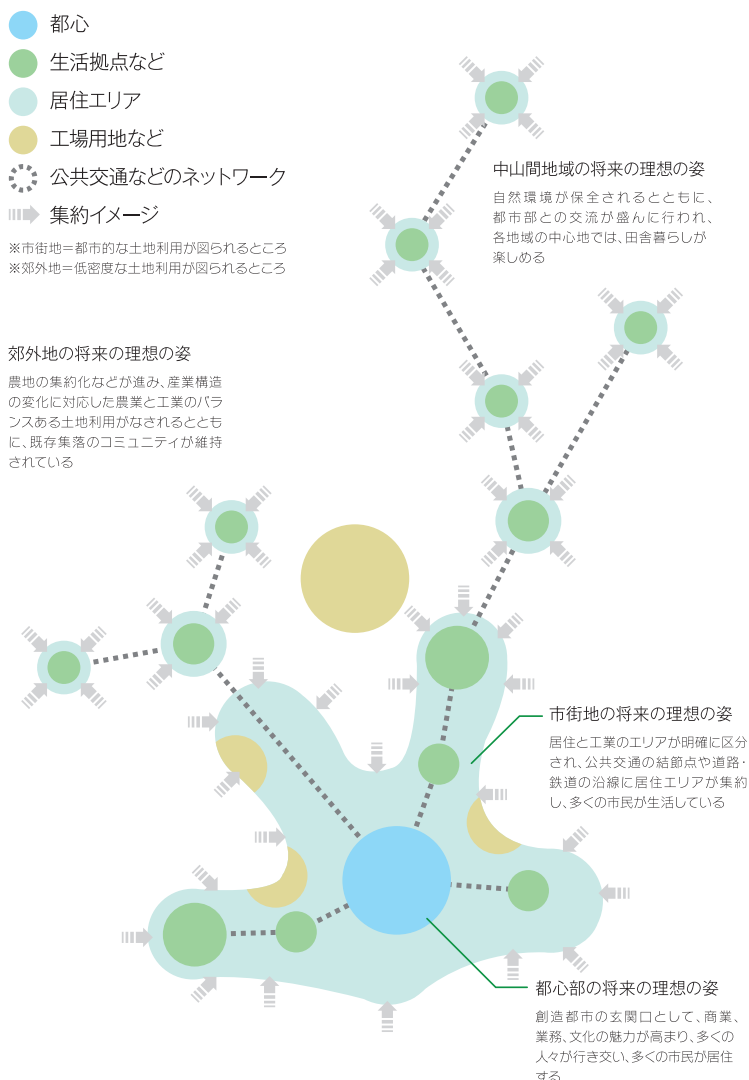 都心
生活拠点など
居住エリア
工場用地など
公共交通などのネットワーク
集約イメージ
※市街地＝都市的な土地利用が図られるところ
※郊外地＝低密度な土地利用が図られるところ
中山間地域の将来の理想の姿
自然環境が保全されるとともに、
都市部との交流が盛んに行われ、
各地域の中心地では、田舎暮らしが
楽しめる
郊外地の将来の理想の姿
農地の集約化などが進み、産業構造
の変化に対応した農業と工業のバラ
ンスある土地利用がなされるととも
に、既存集落のコミュニティが維持
されている
市街地の将来の理想の姿
居住と工業のエリアが明確に区分
され、公共交通の結節点や道路・
鉄道の沿線に居住エリアが集約
し、多くの市民が生活している
都心部の将来の理想の姿
創造都市の玄関口として、商業、
業務、文化の魅力が高まり、多くの
人々が行き交い、多くの市民が居住
する